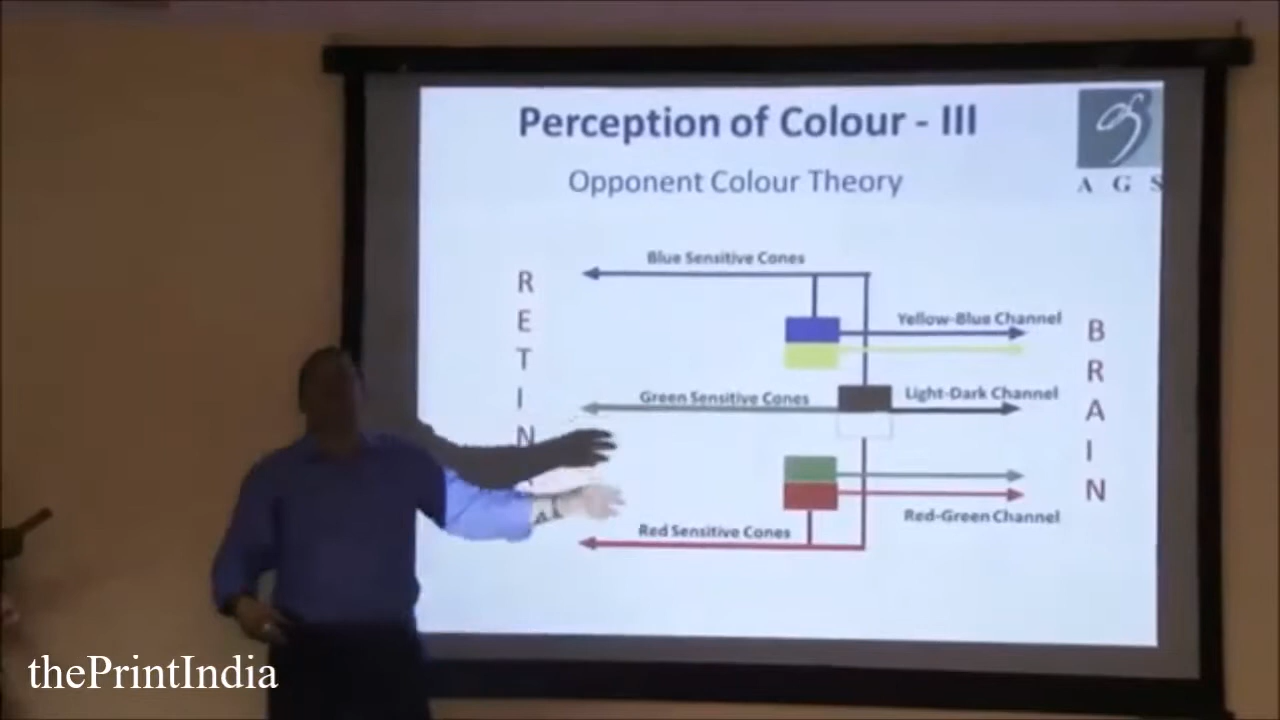 Perception of Colour - III
A G S
Opponent Colour Theory
Blue Sensitive Cones
R
E
T
I
N
Yellow-Blue Channel
Green Sensitive Cones
Light-Dark Channel
Red Sensitive Cones
Red-Green Channel
B
R
A
I
N
thePrintIndia